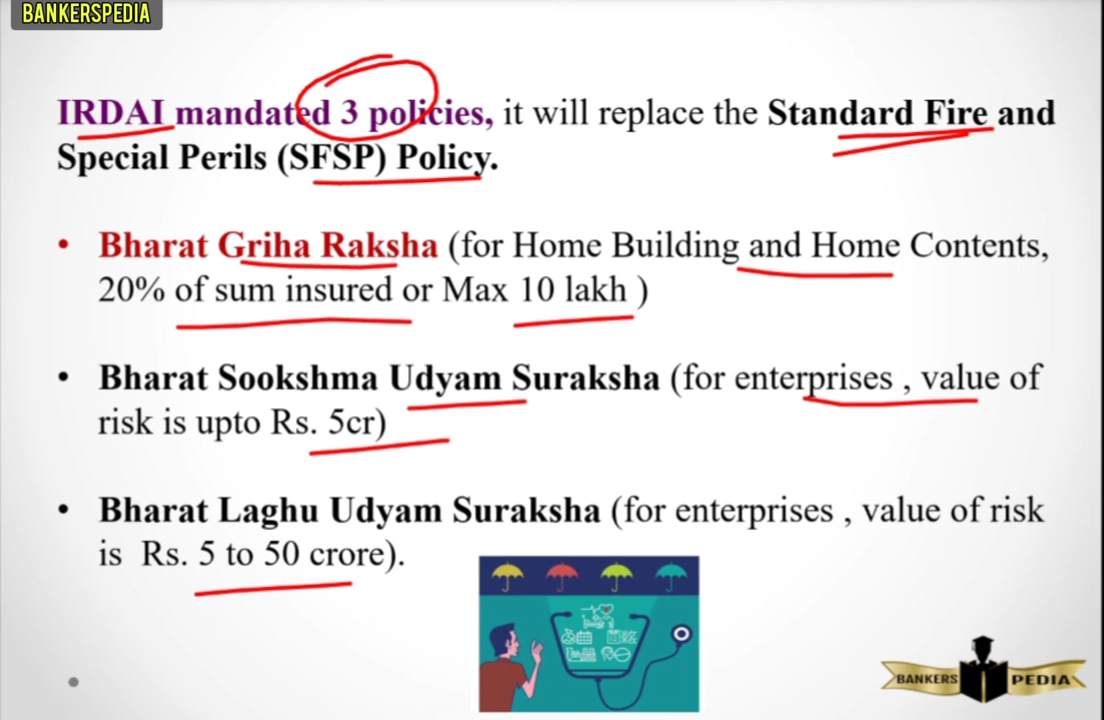 BANKERSPEDIA
IRDAI mandated 3 policies, it will replace the Standard Fire and
Special Perils (SFSP) Policy.
• Bharat Griha Raksha (for Home Building and Home Contents,
20% of sum insured or Max 10 lakh )
• Bharat Sookshma Udyam Suraksha (for enterprises , value of
risk is upto Rs. 5cr)
• Bharat Laghu Udyam Suraksha (for enterprises , value of risk
is Rs. 5 to 50 crore).
BANKERS PEDIA